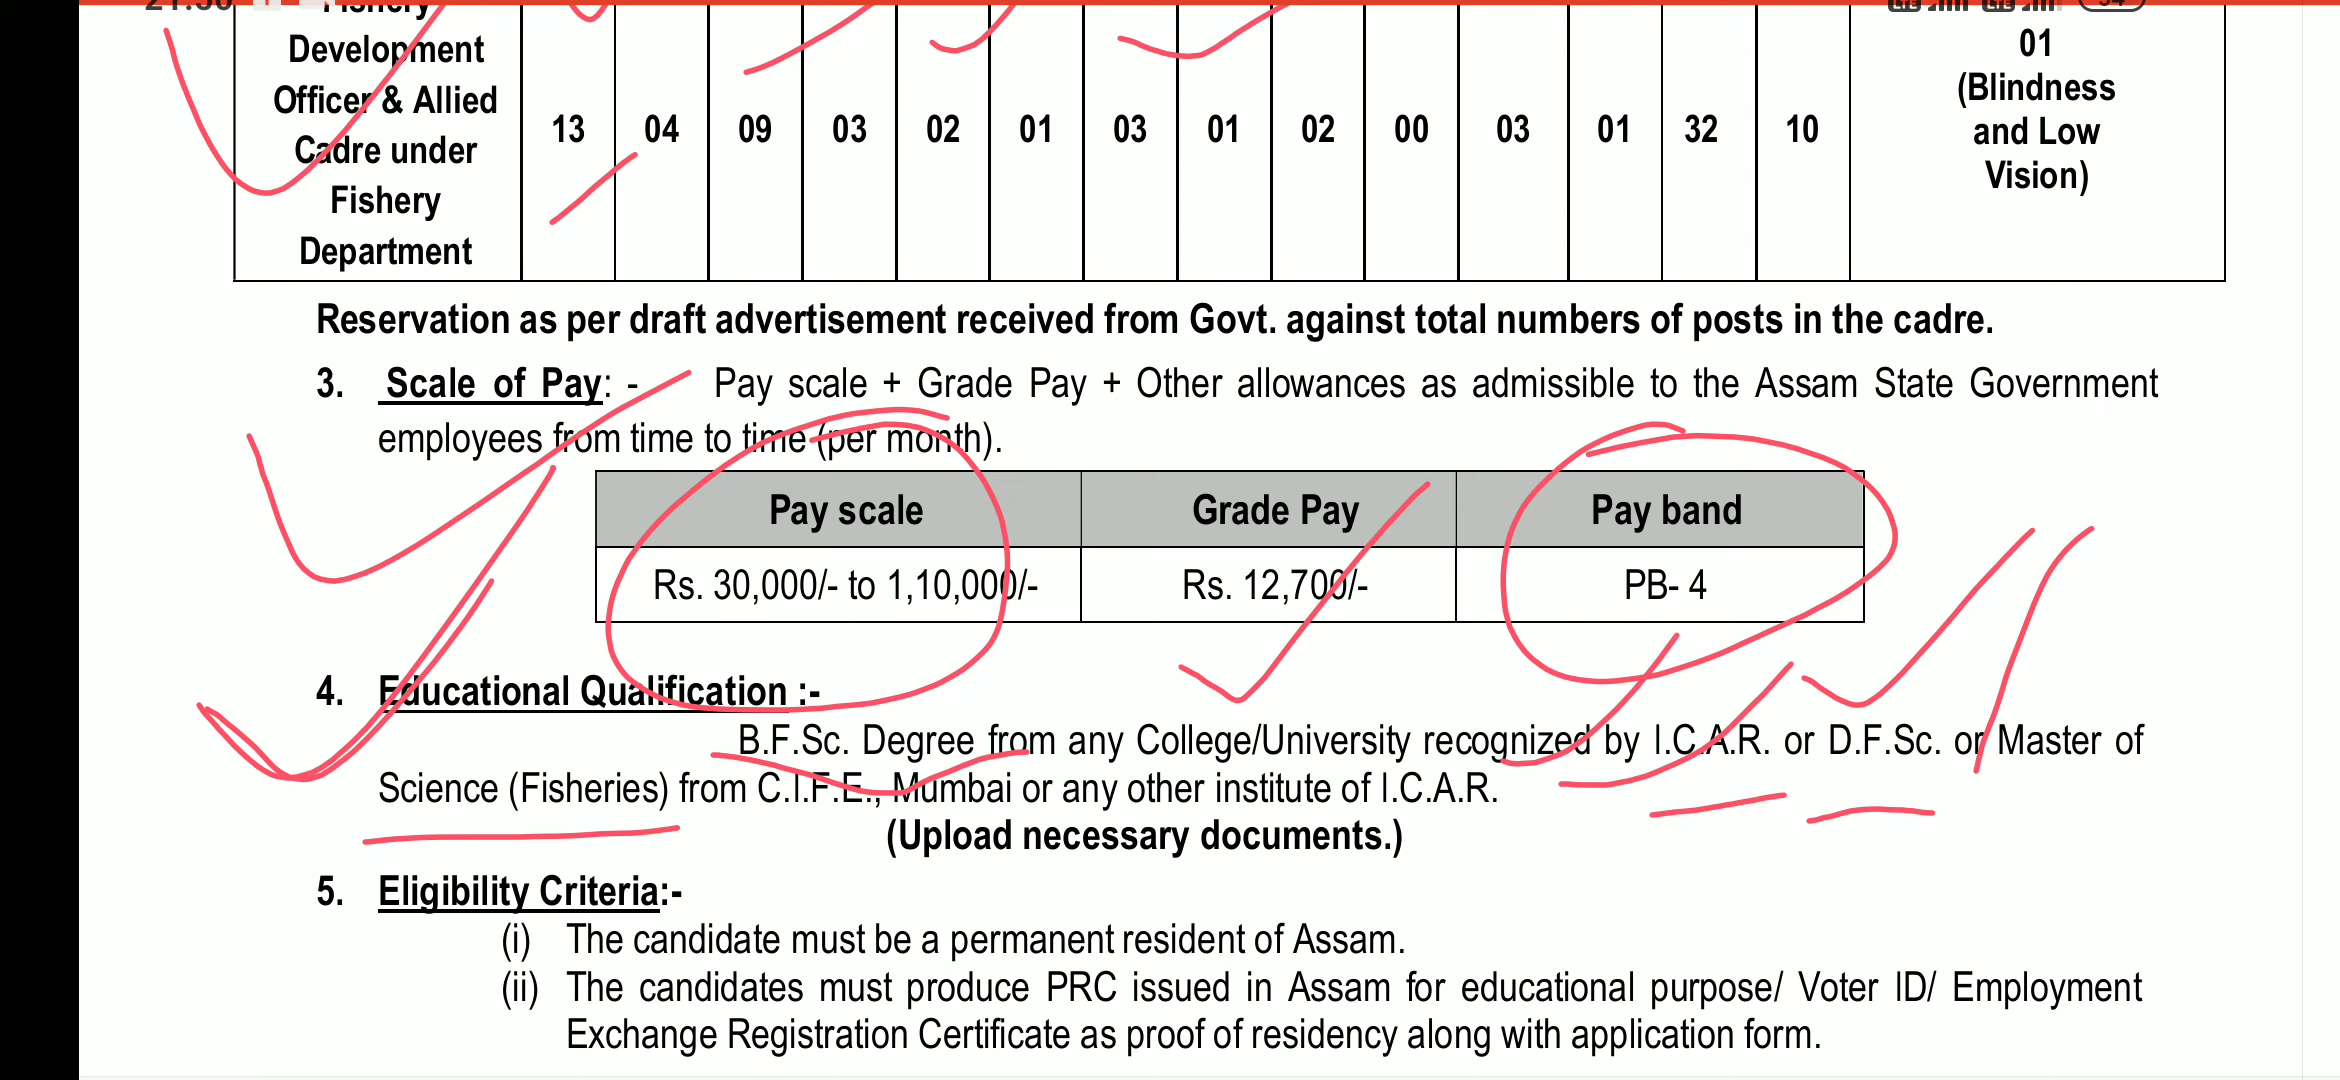 Fishery
Development
Officer & Allied
Cadre under
Fishery
Department
13 04 09 03 02 01 03 01 02 00 03 01 32 10
01
(Blindness
and Low
Vision)
Reservation as per draft advertisement received from Govt. against total numbers of posts in the cadre.
3. Scale of Pay: - Pay scale + Grade Pay + Other allowances as admissible to the Assam State Government
employees from time to time (per month).
Pay scale Grade Pay Pay band
Rs. 30,000/- to 1,10,000/- Rs. 12,700/- PB- 4
4. Educational Qualification :-
B.F.Sc. Degree from any College/University recognized by I.C.A.R. or D.F.Sc. or Master of
Science (Fisheries) from C.I.F.E., Mumbai or any other institute of I.C.A.R.
(Upload necessary documents.)
5. Eligibility Criteria:-
(i) The candidate must be a permanent resident of Assam.
(ii) The candidates must produce PRC issued in Assam for educational purpose/ Voter ID/ Employment
Exchange Registration Certificate as proof of residency along with application form.